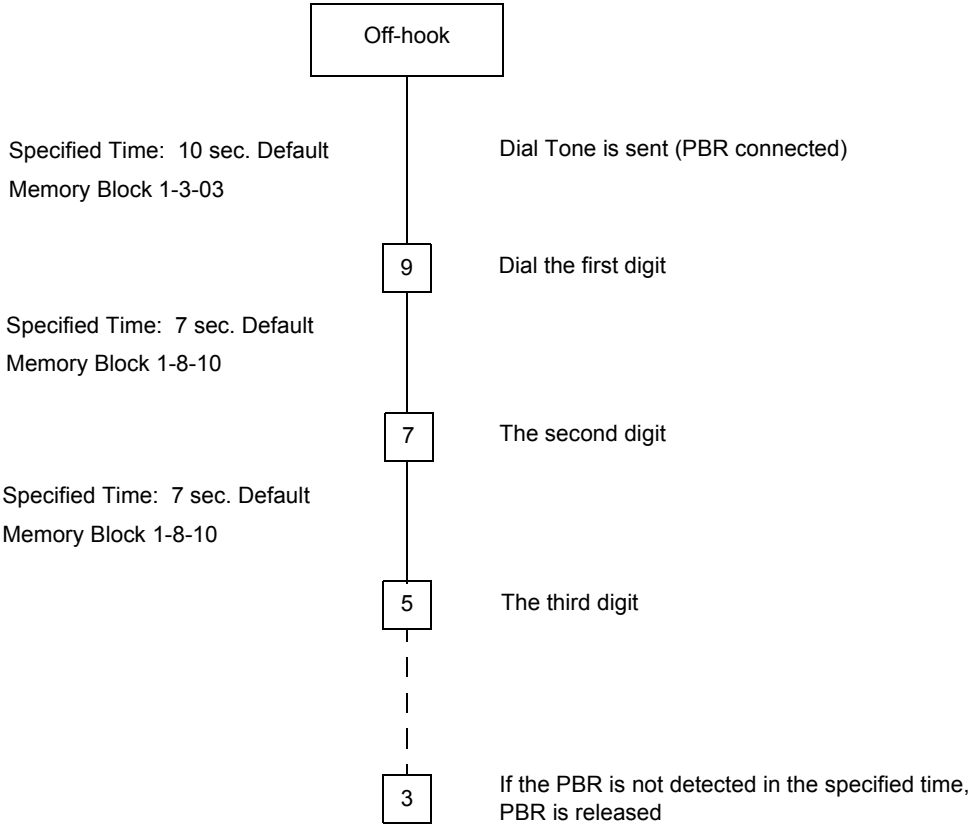 Off-hook
Specified Time: 10 sec. Default
Memory Block 1-3-03
Dial Tone is sent (PBR connected)
9
Dial the first digit
Specified Time: 7 sec. Default
Memory Block 1-8-10
7
The second digit
Specified Time: 7 sec. Default
Memory Block 1-8-10
5
The third digit
3
If the PBR is not detected in the specified time,
PBR is released